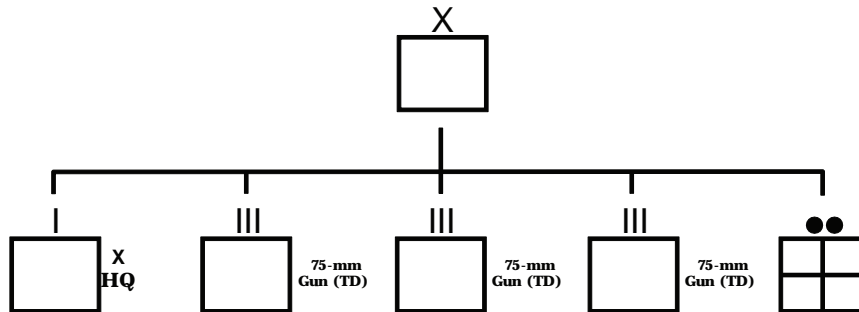 X
I
III
III
III
X
HQ
75-mm
Gun (TD)
75-mm
Gun (TD)
75-mm
Gun (TD)